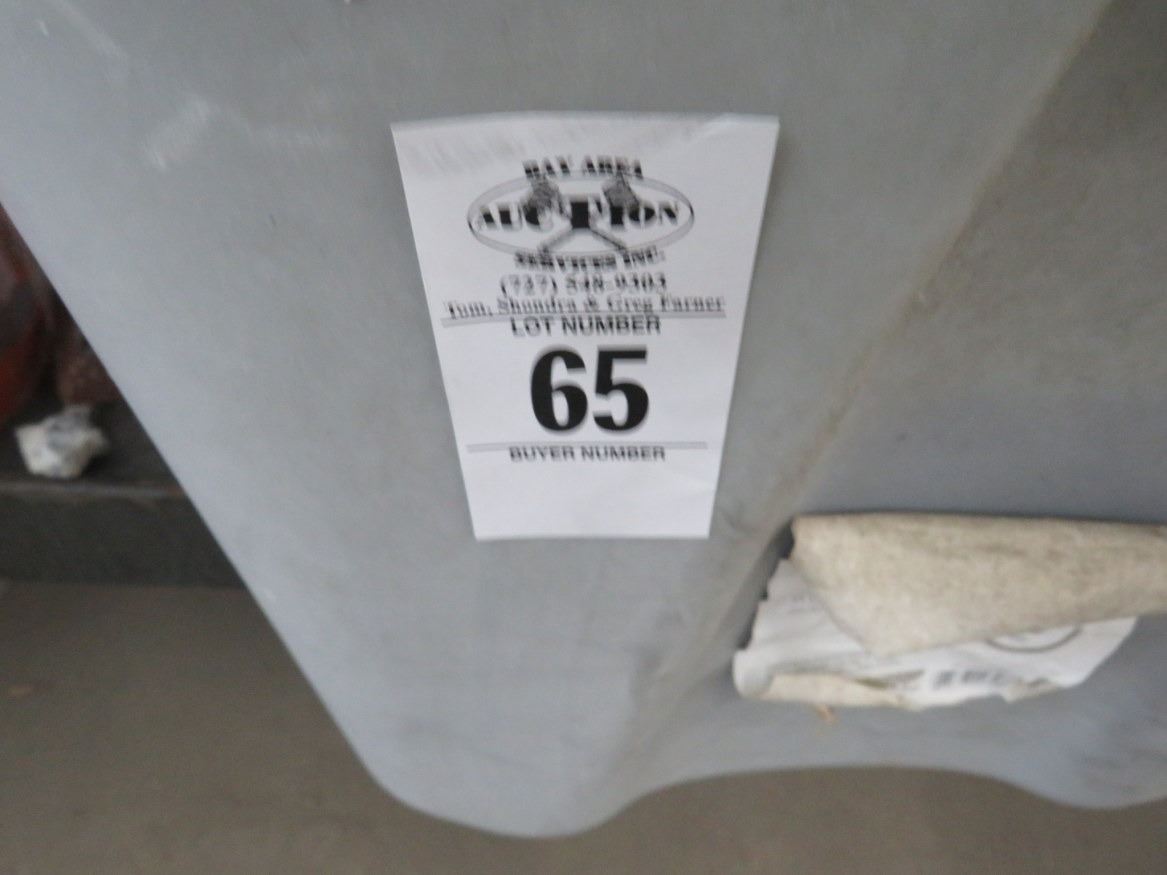 BAY AREA
AUCTION
SERVICES INC.
(727) 548-9303
Tom, Shondra & Greg Farner
LOT NUMBER
65
BUYER NUMBER